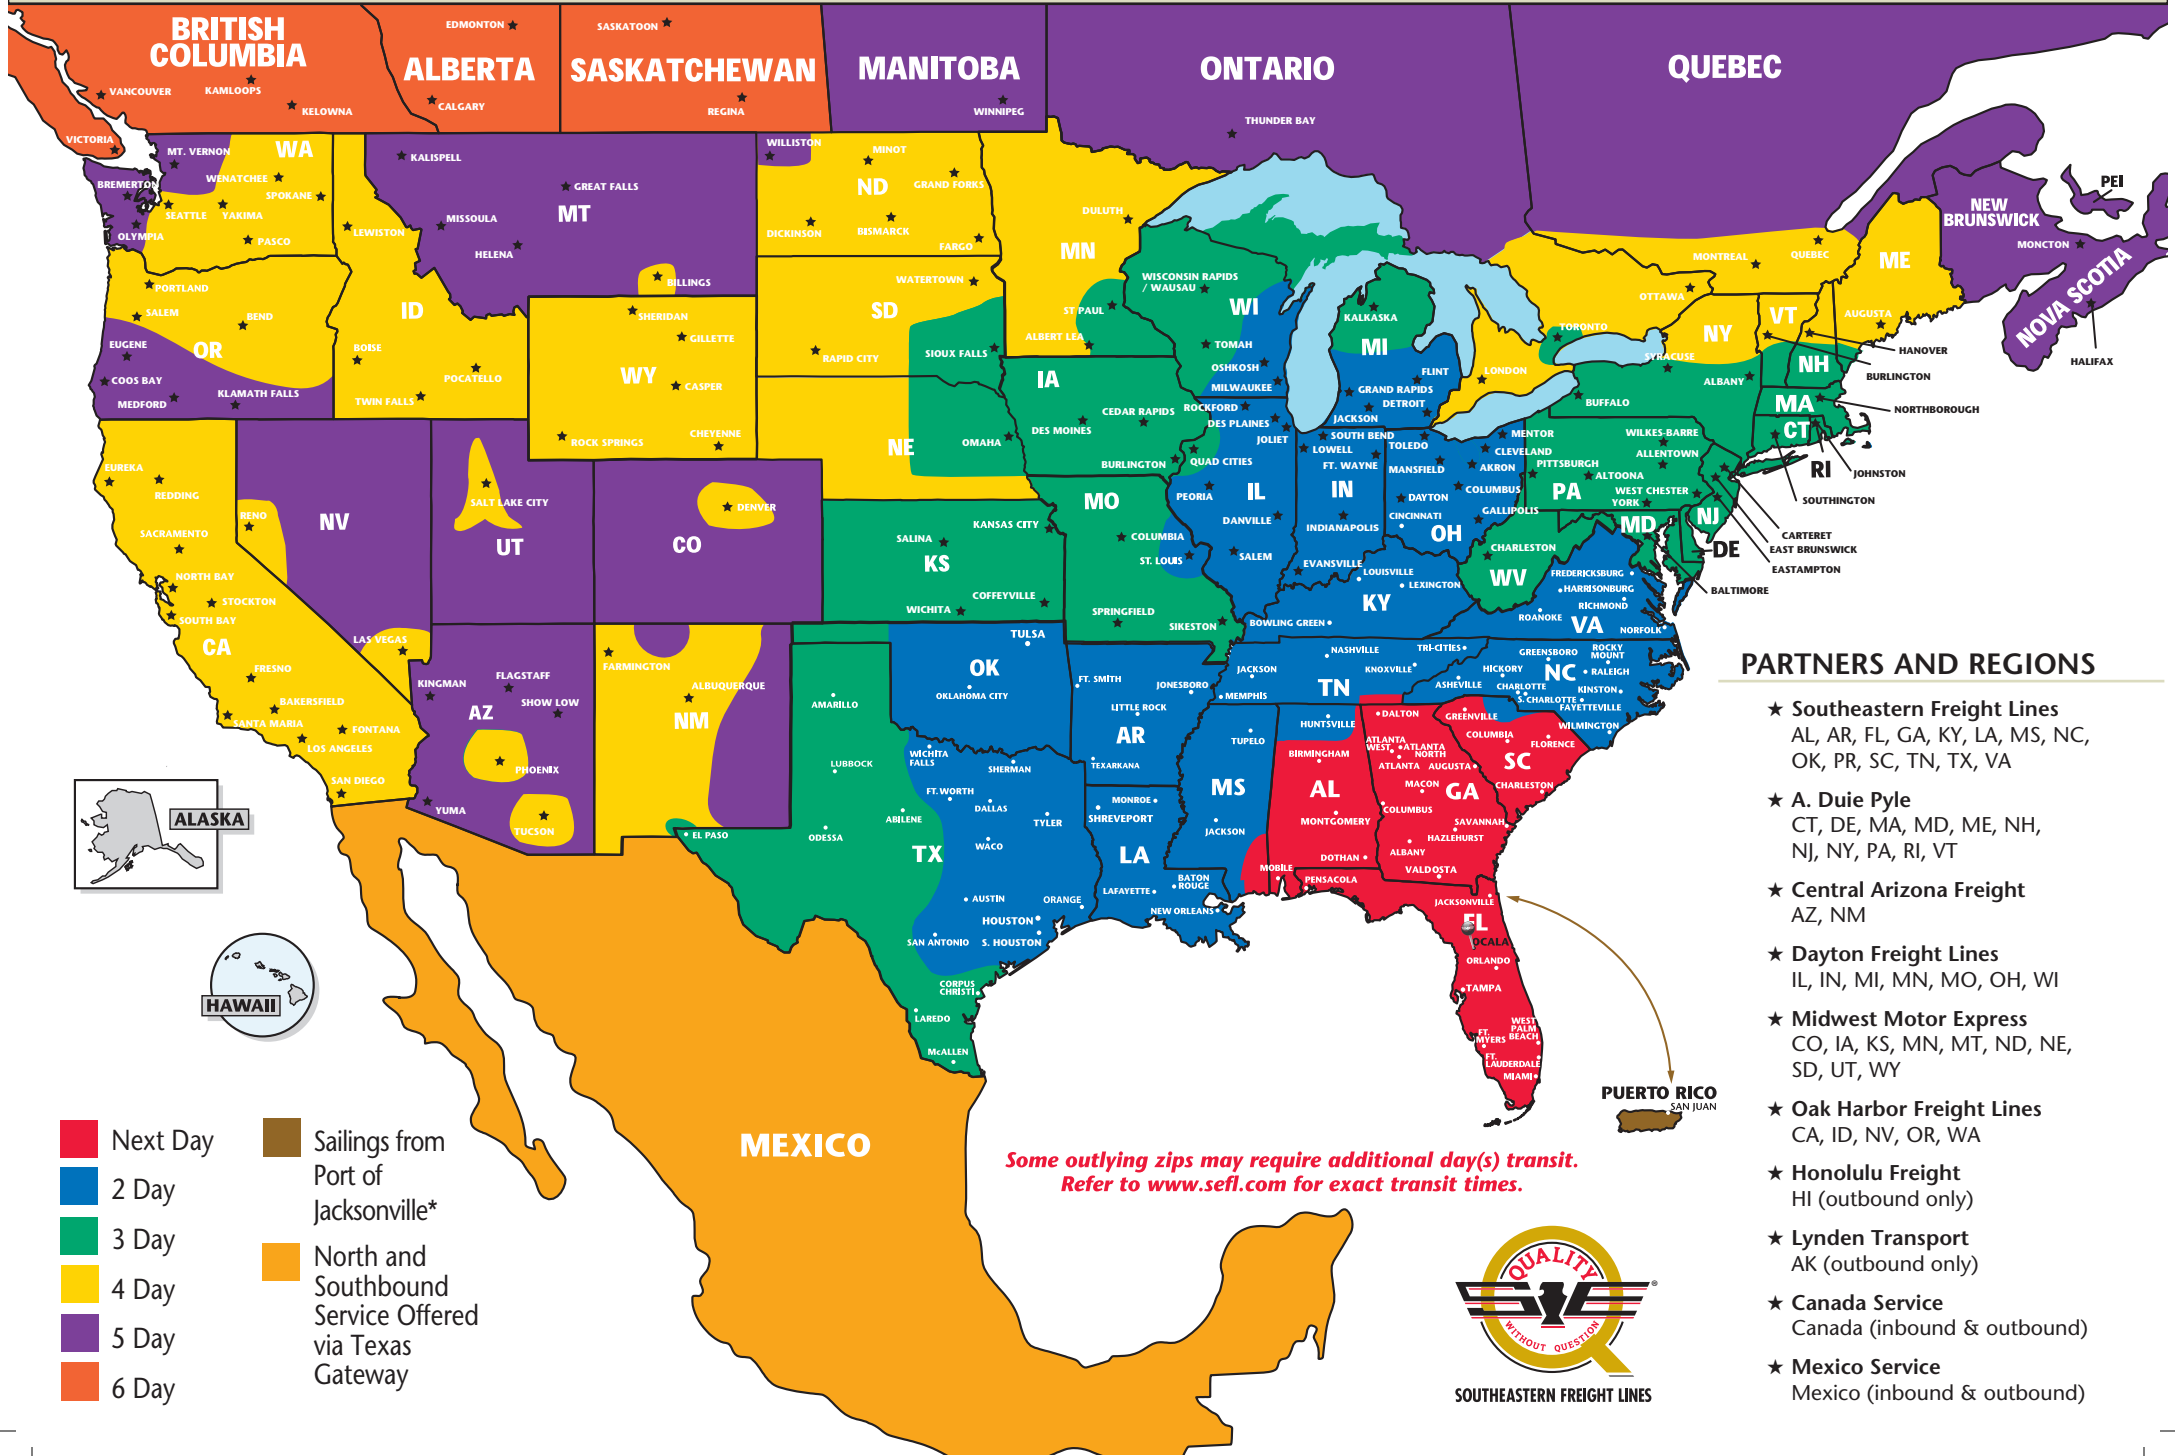 BRITISH
COLUMBIA
ALBERTA
SASKATCHEWAN
MANITOBA
ONTARIO
QUEBEC
NEW
BRUNSWICK
PEI
NOVA SCOTIA
EDMONTON
SASKATOON
VANCOUVER
KAMLOOPS
KELOWNA
CALGARY
REGINA
WINNIPEG
THUNDER BAY
VICTORIA
MONCTON
HALIFAX
MONTREAL
QUEBEC
OTTAWA
TORONTO
LONDON
WA
MT. VERNON
WENATCHEE
BREMERTON
SPOKANE
SEATTLE
YAKIMA
OLYMPIA
PASCO
OR
PORTLAND
SALEM
BEND
EUGENE
COOS BAY
MEDFORD
KLAMATH FALLS
ID
LEWISTON
BOISE
POCATELLO
TWIN FALLS
MT
KALISPELL
GREAT FALLS
MISSOULA
HELENA
BILLINGS
ND
WILLISTON
MINOT
GRAND FORKS
DICKINSON
BISMARCK
FARGO
SD
WATERTOWN
RAPID CITY
SIOUX FALLS
WY
SHERIDAN
GILLETTE
CASPER
ROCK SPRINGS
CHEYENNE
NE
OMAHA
MN
DULUTH
ST PAUL
ALBERT LEA
WI
WISCONSIN RAPIDS
/ WAUSAU
TOMAH
OSHKOSH
MILWAUKEE
MI
KALKASKA
FLINT
GRAND RAPIDS
DETROIT
JACKSON
IA
CEDAR RAPIDS
DES MOINES
BURLINGTON
QUAD CITIES
IL
ROCKFORD
DES PLAINES
JOLIET
PEORIA
DANVILLE
SALEM
IN
SOUTH BEND
LOWELL
FT. WAYNE
INDIANAPOLIS
EVANSVILLE
OH
TOLEDO
MENTOR
CLEVELAND
MANSFIELD
AKRON
DAYTON
COLUMBUS
CINCINNATI
GALLIPOLIS
PA
WILKES-BARRE
ALLENTOWN
PITTSBURGH
ALTOONA
WEST CHESTER
YORK
NY
SYRACUSE
ALBANY
BUFFALO
VT
NH
ME
AUGUSTA
MA
CT
RI
NJ
MD
DE
HANOVER
BURLINGTON
NORTHBOROUGH
JOHNSTON
SOUTHINGTON
CARTERET
EAST BRUNSWICK
EASTAMPTON
BALTIMORE
CA
EUREKA
REDDING
SACRAMENTO
NORTH BAY
STOCKTON
SOUTH BAY
FRESNO
BAKERSFIELD
SANTA MARIA
FONTANA
LOS ANGELES
SAN DIEGO
NV
RENO
LAS VEGAS
UT
SALT LAKE CITY
CO
DENVER
AZ
KINGMAN
FLAGSTAFF
SHOW LOW
PHOENIX
YUMA
TUCSON
NM
FARMINGTON
ALBUQUERQUE
KS
KANSAS CITY
SALINA
COFFEYVILLE
WICHITA
MO
COLUMBIA
ST. LOUIS
SPRINGFIELD
SIKESTON
OK
TULSA
OKLAHOMA CITY
AR
FT. SMITH
JONESBORO
LITTLE ROCK
TEXARKANA
TX
AMARILLO
LUBBOCK
WICHITA
FALLS
SHERMAN
FT. WORTH
DALLAS
ABILENE
TYLER
ODESSA
EL PASO
WACO
AUSTIN
ORANGE
HOUSTON
SAN ANTONIO
S. HOUSTON
CORPUS
CHRISTI
LAREDO
McALLEN
LA
MONROE
SHREVEPORT
BATON
ROUGE
LAFAYETTE
NEW ORLEANS
MS
TUPELO
JACKSON
KY
LOUISVILLE
LEXINGTON
BOWLING GREEN
TN
NASHVILLE
TRI-CITIES
JACKSON
KNOXVILLE
MEMPHIS
WV
CHARLESTON
VA
FREDERICKSBURG
HARRISONBURG
RICHMOND
ROANOKE
NORFOLK
NC
GREENSBORO
ROCKY
MOUNT
HICKORY
RALEIGH
ASHEVILLE
CHARLOTTE
KINSTON
S. CHARLOTTE
FAYETTEVILLE
WILMINGTON
SC
GREENVILLE
COLUMBIA
FLORENCE
CHARLESTON
AL
HUNTSVILLE
BIRMINGHAM
MONTGOMERY
DOTHAN
MOBILE
GA
DALTON
ATLANTA
WEST
ATLANTA
NORTH
ATLANTA
AUGUSTA
MACON
COLUMBUS
SAVANNAH
HAZLEHURST
ALBANY
VALDOSTA
FL
PENSACOLA
JACKSONVILLE
OCALA
ORLANDO
TAMPA
WEST
PALM
BEACH
FT.
MYERS
FT.
LAUDERDALE
MIAMI
PUERTO RICO
SAN JUAN
MEXICO
ALASKA
HAWAII
Next Day
2 Day
3 Day
4 Day
5 Day
6 Day
Sailings from
Port of
Jacksonville*
North and
Southbound
Service Offered
via Texas
Gateway
Some outlying zips may require additional day(s) transit.
Refer to www.sefl.com for exact transit times.
QUALITY
WITHOUT QUESTION
®
SOUTHEASTERN FREIGHT LINES
PARTNERS AND REGIONS
★ Southeastern Freight Lines
AL, AR, FL, GA, KY, LA, MS, NC,
OK, PR, SC, TN, TX, VA
★ A. Duie Pyle
CT, DE, MA, MD, ME, NH,
NJ, NY, PA, RI, VT
★ Central Arizona Freight
AZ, NM
★ Dayton Freight Lines
IL, IN, MI, MN, MO, OH, WI
★ Midwest Motor Express
CO, IA, KS, MN, MT, ND, NE,
SD, UT, WY
★ Oak Harbor Freight Lines
CA, ID, NV, OR, WA
★ Honolulu Freight
HI (outbound only)
★ Lynden Transport
AK (outbound only)
★ Canada Service
Canada (inbound & outbound)
★ Mexico Service
Mexico (inbound & outbound)